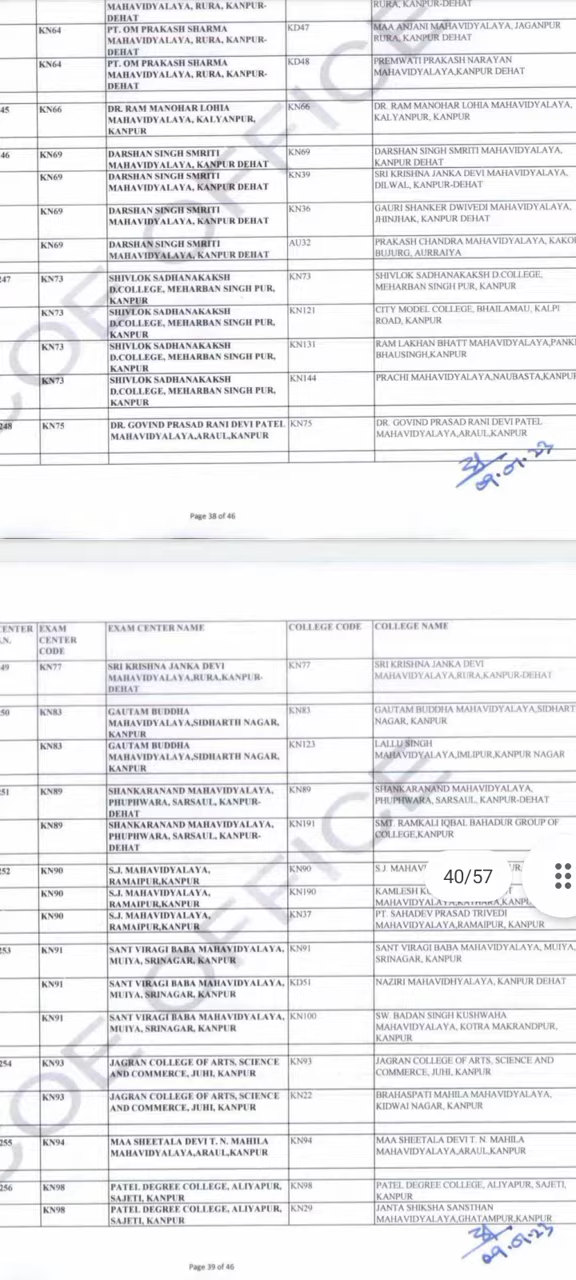 MAHAVIDYALAYA, RURA, KANPUR-
DEHAT
RURA, KANPUR-DEHAT
KN64 PT. OM PRAKASH SHARMA KD47 MAA ANJANI MAHAVIDYALAYA, JAGANPUR
MAHAVIDYALAYA, RURA, KANPUR- RURA, KANPUR DEHAT
DEHAT
KN64 PT. OM PRAKASH SHARMA KD48 PREMWATI PRAKASH NARAYAN
MAHAVIDYALAYA, RURA, KANPUR- MAHAVIDYALAYA,KANPUR DEHAT
DEHAT
45 KN66 DR. RAM MANOHAR LOHIA KN66 DR. RAM MANOHAR LOHIA MAHAVIDYALAYA,
MAHAVIDYALAYA, KALYANPUR, KALYANPUR, KANPUR
KANPUR
46 KN69 DARSHAN SINGH SMRITI KN69 DARSHAN SINGH SMRITI MAHAVIDYALAYA,
MAHAVIDYALAYA, KANPUR DEHAT KANPUR DEHAT
KN69 DARSHAN SINGH SMRITI KN39 SRI KRISHNA JANKA DEVI MAHAVIDYALAYA,
MAHAVIDYALAYA, KANPUR DEHAT DILWAL, KANPUR-DEHAT
KN69 DARSHAN SINGH SMRITI KN36 GAURI SHANKER DWIVEDI MAHAVIDYALAYA,
MAHAVIDYALAYA, KANPUR DEHAT JHINJHAK, KANPUR DEHAT
KN69 DARSHAN SINGH SMRITI AU32 PRAKASH CHANDRA MAHAVIDYALAYA, KAKOR
MAHAVIDYALAYA, KANPUR DEHAT BUJURG, AURRAIYA
247 KN73 SHIVLOK SADHANAKAKSH KN73 SHIVLOK SADHANAKAKSH D.COLLEGE,
D.COLLEGE, MEHARBAN SINGH PUR, MEHARBAN SINGH PUR, KANPUR
KANPUR
KN73 SHIVLOK SADHANAKAKSH KN121 CITY MODEL COLLEGE, BHAILAMAU, KALPI
D.COLLEGE, MEHARBAN SINGH PUR, ROAD, KANPUR
KANPUR
KN73 SHIVLOK SADHANAKAKSH KN131 RAM LAKHAN BHATT MAHAVIDYALAYA,PANKI
D.COLLEGE, MEHARBAN SINGH PUR, BHAUSINGH,KANPUR
KANPUR
KN73 SHIVLOK SADHANAKAKSH KN144 PRACHI MAHAVIDYALAYA,NAUBASTA,KANPUR
D.COLLEGE, MEHARBAN SINGH PUR,
KANPUR
248 KN75 DR. GOVIND PRASAD RANI DEVI PATEL KN75 DR. GOVIND PRASAD RANI DEVI PATEL
MAHAVIDYALAYA,ARAUL,KANPUR MAHAVIDYALAYA,ARAUL,KANPUR
09.01.23
Page 38 of 46
CENTER EXAM EXAM CENTER NAME COLLEGE CODE COLLEGE NAME
.N. CENTER
CODE
49 KN77 SRI KRISHNA JANKA DEVI KN77 SRI KRISHNA JANKA DEVI
MAHAVIDYALAYA,RURA,KANPUR- MAHAVIDYALAYA,RURA,KANPUR-DEHAT
DEHAT
50 KN83 GAUTAM BUDDHA KN83 GAUTAM BUDDHA MAHAVIDYALAYA,SIDHART
MAHAVIDYALAYA,SIDHARTH NAGAR, NAGAR, KANPUR
KANPUR
KN83 GAUTAM BUDDHA KN123 LALLU SINGH
MAHAVIDYALAYA,SIDHARTH NAGAR, MAHAVIDYALAYA,IMLIPUR,KANPUR NAGAR
KANPUR
51 KN89 SHANKARANAND MAHAVIDYALAYA, KN89 SHANKARANAND MAHAVIDYALAYA,
PHUPHWARA, SARSAUL, KANPUR- PHUPHWARA, SARSAUL, KANPUR-DEHAT
DEHAT
KN89 SHANKARANAND MAHAVIDYALAYA, KN191 SMT. RAMKALI IQBAL BAHADUR GROUP OF
PHUPHWARA, SARSAUL, KANPUR- COLLEGE,KANPUR
DEHAT
252 KN90 S.J. MAHAVIDYALAYA, KN90 S.J. MAHAV
RAMAIPUR,KANPUR
40/57
KN90 S.J. MAHAVIDYALAYA, KN190 KAMLESH
RAMAIPUR,KANPUR MAHAVIDYALAYA
KN90 S.J. MAHAVIDYALAYA, KN37 PT. SAHADEV PRASAD TRIVEDI
RAMAIPUR,KANPUR MAHAVIDYALAYA,RAMAIPUR, KANPUR
253 KN91 SANT VIRAGI BABA MAHAVIDYALAYA, KN91 SANT VIRAGI BABA MAHAVIDYALAYA, MUIYA,
MUIYA, SRINAGAR, KANPUR SRINAGAR, KANPUR
KN91 SANT VIRAGI BABA MAHAVIDYALAYA, KD51 NAZIRI MAHAVIDHYALAYA, KANPUR DEHAT
MUIYA, SRINAGAR, KANPUR
KN91 SANT VIRAGI BABA MAHAVIDYALAYA, KN100 SW. BADAN SINGH KUSHWAHA
MUIYA, SRINAGAR, KANPUR MAHAVIDYALAYA, KOTRA MAKRANDPUR,
KANPUR
254 KN93 JAGRAN COLLEGE OF ARTS, SCIENCE KN93 JAGRAN COLLEGE OF ARTS, SCIENCE AND
AND COMMERCE, JUHI, KANPUR COMMERCE, JUHI, KANPUR
KN93 JAGRAN COLLEGE OF ARTS, SCIENCE KN22 BRAHASPATI MAHILA MAHAVIDYALAYA,
AND COMMERCE, JUHI, KANPUR KIDWAI NAGAR, KANPUR
255 KN94 MAA SHEETALA DEVI T. N. MAHILA KN94 MAA SHEETALA DEVI T. N. MAHILA
MAHAVIDYALAYA,ARAUL,KANPUR MAHAVIDYALAYA,ARAUL,KANPUR
256 KN98 PATEL DEGREE COLLEGE, ALIYAPUR, KN98 PATEL DEGREE COLLEGE, ALIYAPUR, SAJETI,
SAJETI, KANPUR KANPUR
KN98 PATEL DEGREE COLLEGE, ALIYAPUR, KN29 JANTA SHIKSHA SANSTHAN
SAJETI, KANPUR MAHAVIDYALAYA,GHATAMPUR,KANPUR
09.01.23
Page 39 of 46
COE OFFICE
COE OFFICE